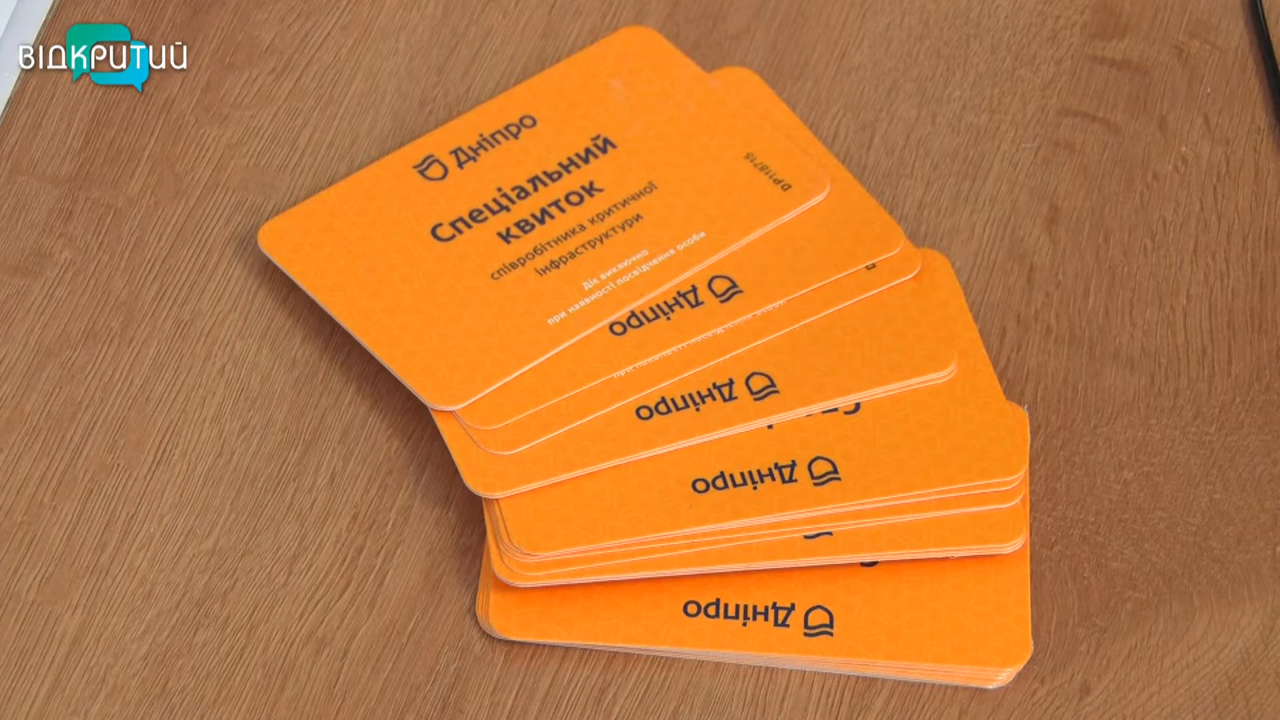 ВІДКРИТИЙ
Дніпро
Спеціальний
квиток
співробітника критичної
інфраструктури
Діє виключно
при наявності посвідчення особи
DP118715
Дніпро
Дніпро
Дніпро
Дніпро